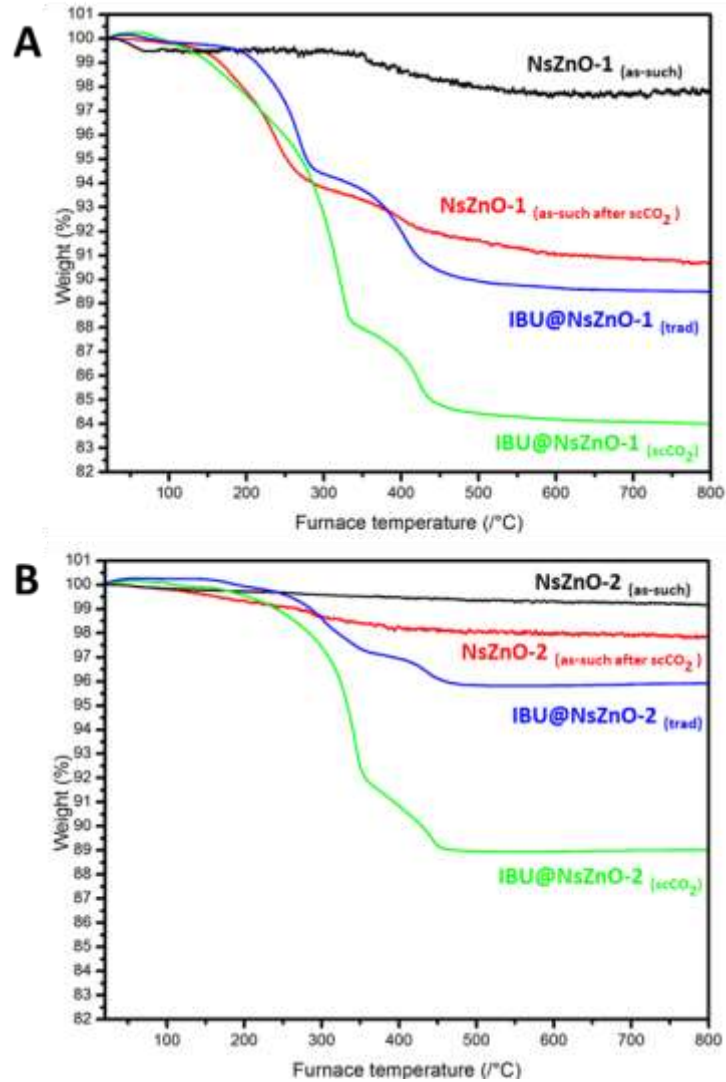 A
101
100
99
98
97
96
95
94
93
92
91
90
89
88
87
86
85
84
83
82
Weight (%)
NsZnO-1 (as-such)
NsZnO-1 (as-such after scCO₂)
IBU@NsZnO-1 (trad)
IBU@NsZnO-1 (scCO₂)
100 200 300 400 500 600 700 800
Furnace temperature (/°C)
B
101
100
99
98
97
96
95
94
93
92
91
90
89
88
87
86
85
84
83
82
Weight (%)
NsZnO-2 (as-such)
NsZnO-2 (as-such after scCO₂)
IBU@NsZnO-2 (trad)
IBU@NsZnO-2 (scCO₂)
100 200 300 400 500 600 700 800
Furnace temperature (/°C)